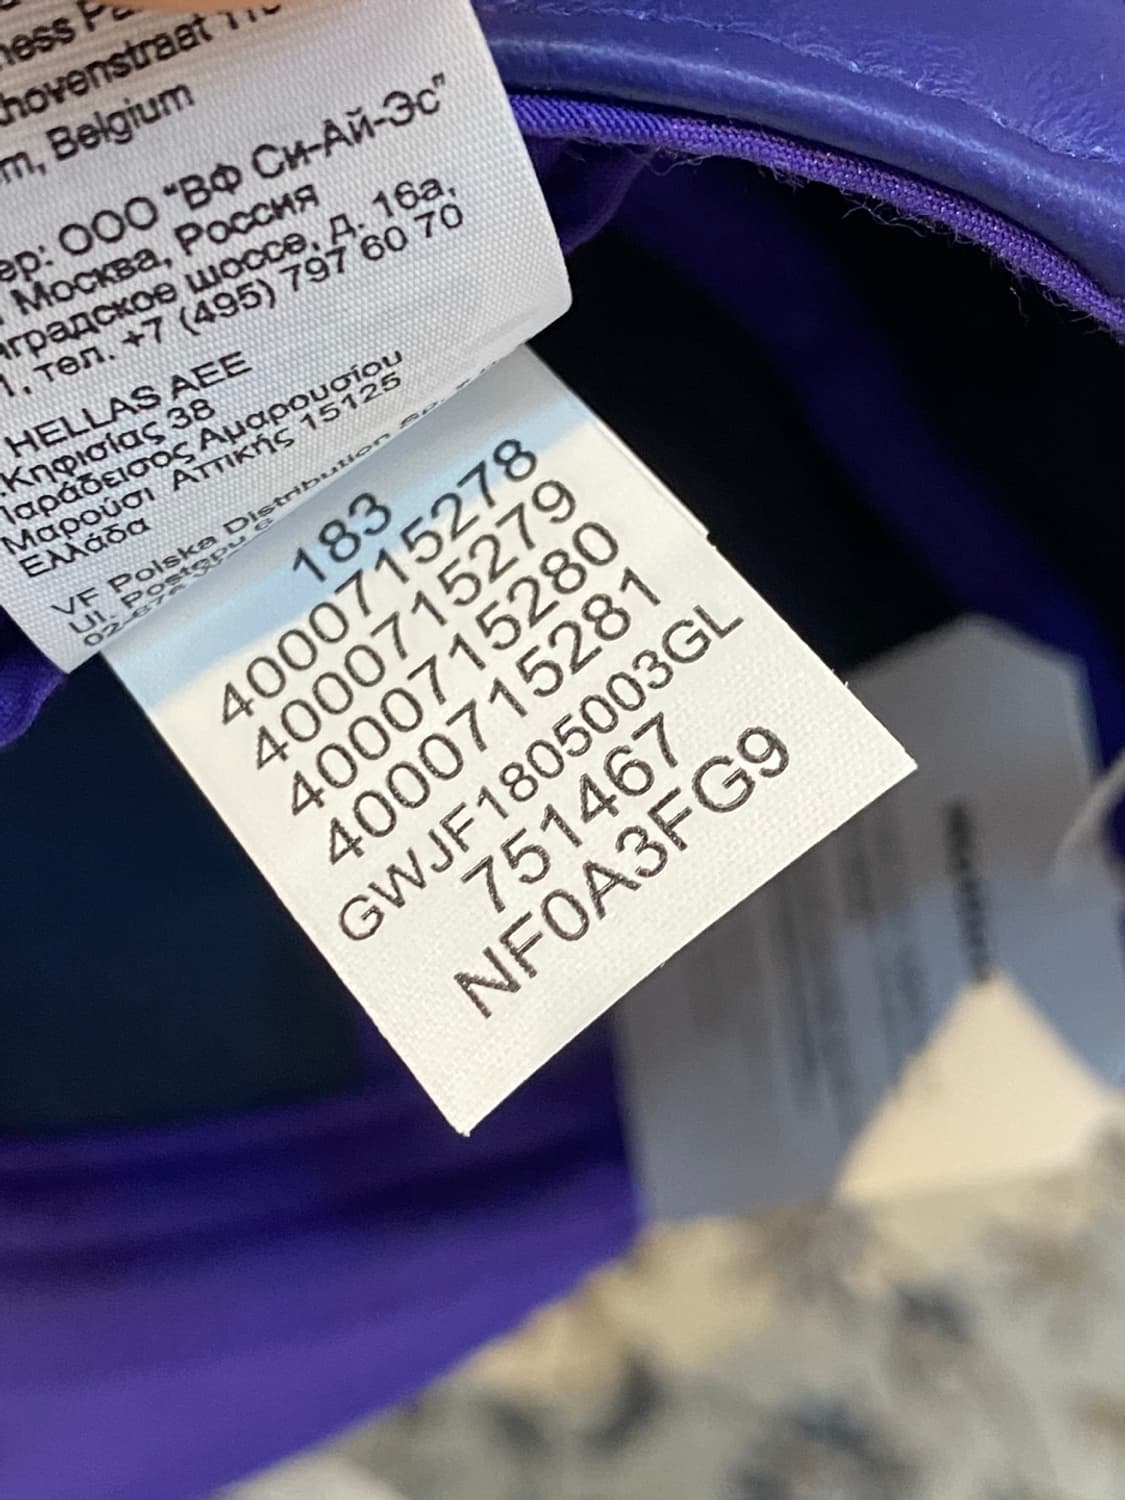 ness
hovenstraat
m, Belgium
ер: ООО "ВФ Си-Ай-Эс"
Москва, Россия
градское шоссе, д. 16а,
1, тел. +7 (495) 797 60 70
HELLAS AEE
Κηφισίας 38
Παράδεισος Αμαρουσίου
Μαρούσι Αττικής 15125
Ελλάδα
VF Polska Distribution
Ul. Postępu 6
183
4000715278
4000715279
4000715280
4000715281
GWJF1805003GL
751467
NF0A3FG9